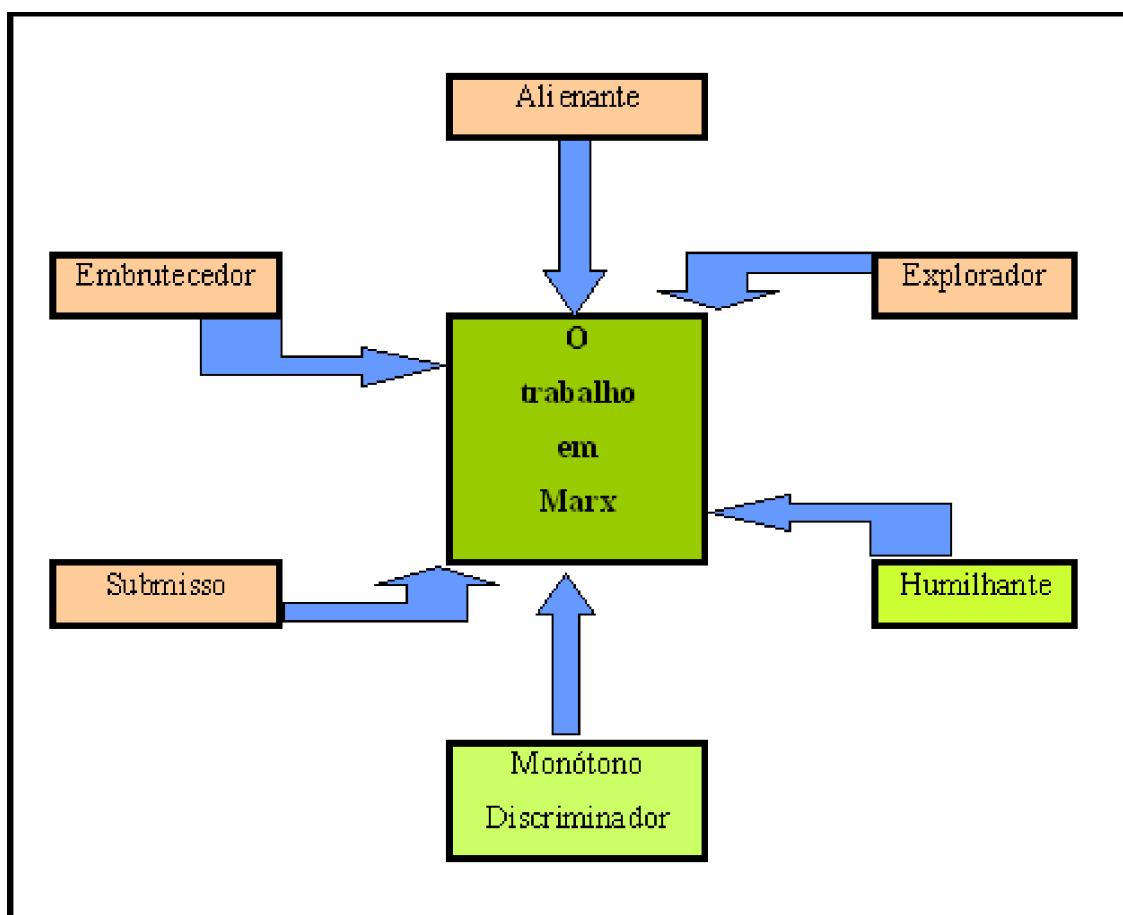 Alienante
Embrutecedor
Explorador
O
trabalho
em
Marx
Submisso
Humilhante
Monótono
Discriminador